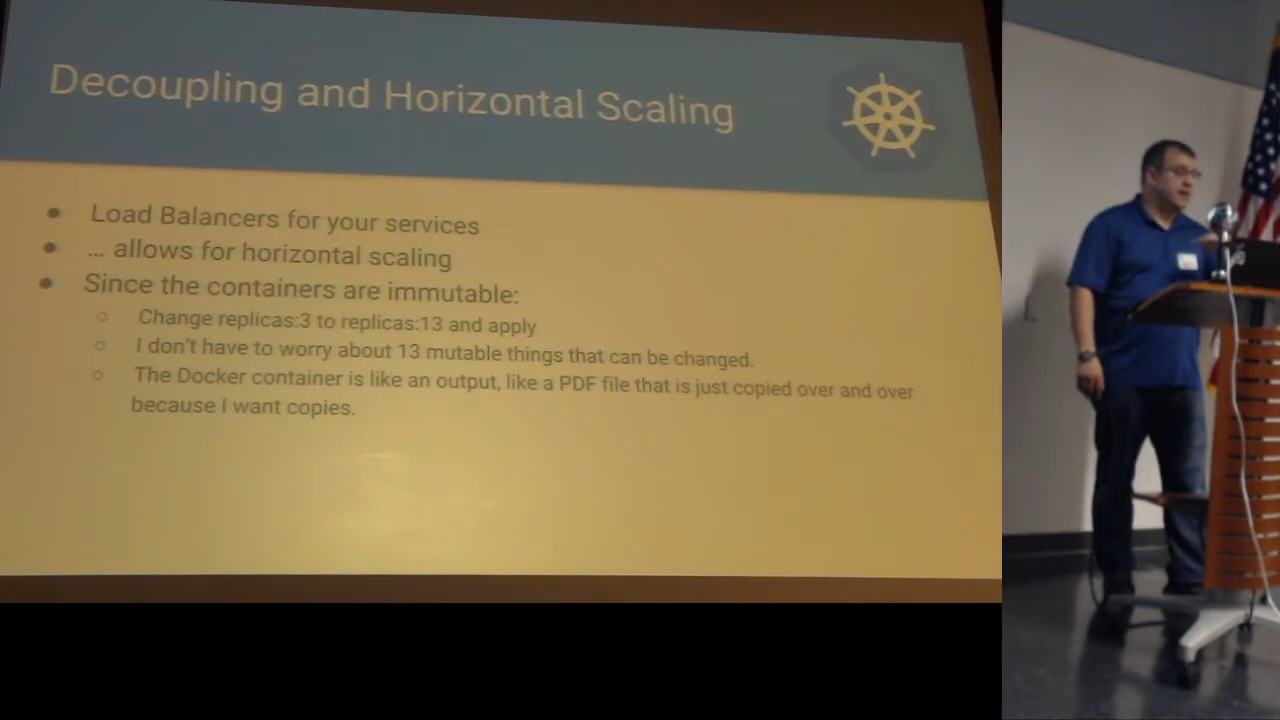 Decoupling and Horizontal Scaling
● Load Balancers for your services
● ... allows for horizontal scaling
● Since the containers are immutable:
○ Change replicas:3 to replicas:13 and apply
○ I don't have to worry about 13 mutable things that can be changed.
○ The Docker container is like an output, like a PDF file that is just copied over and over
because I want copies.